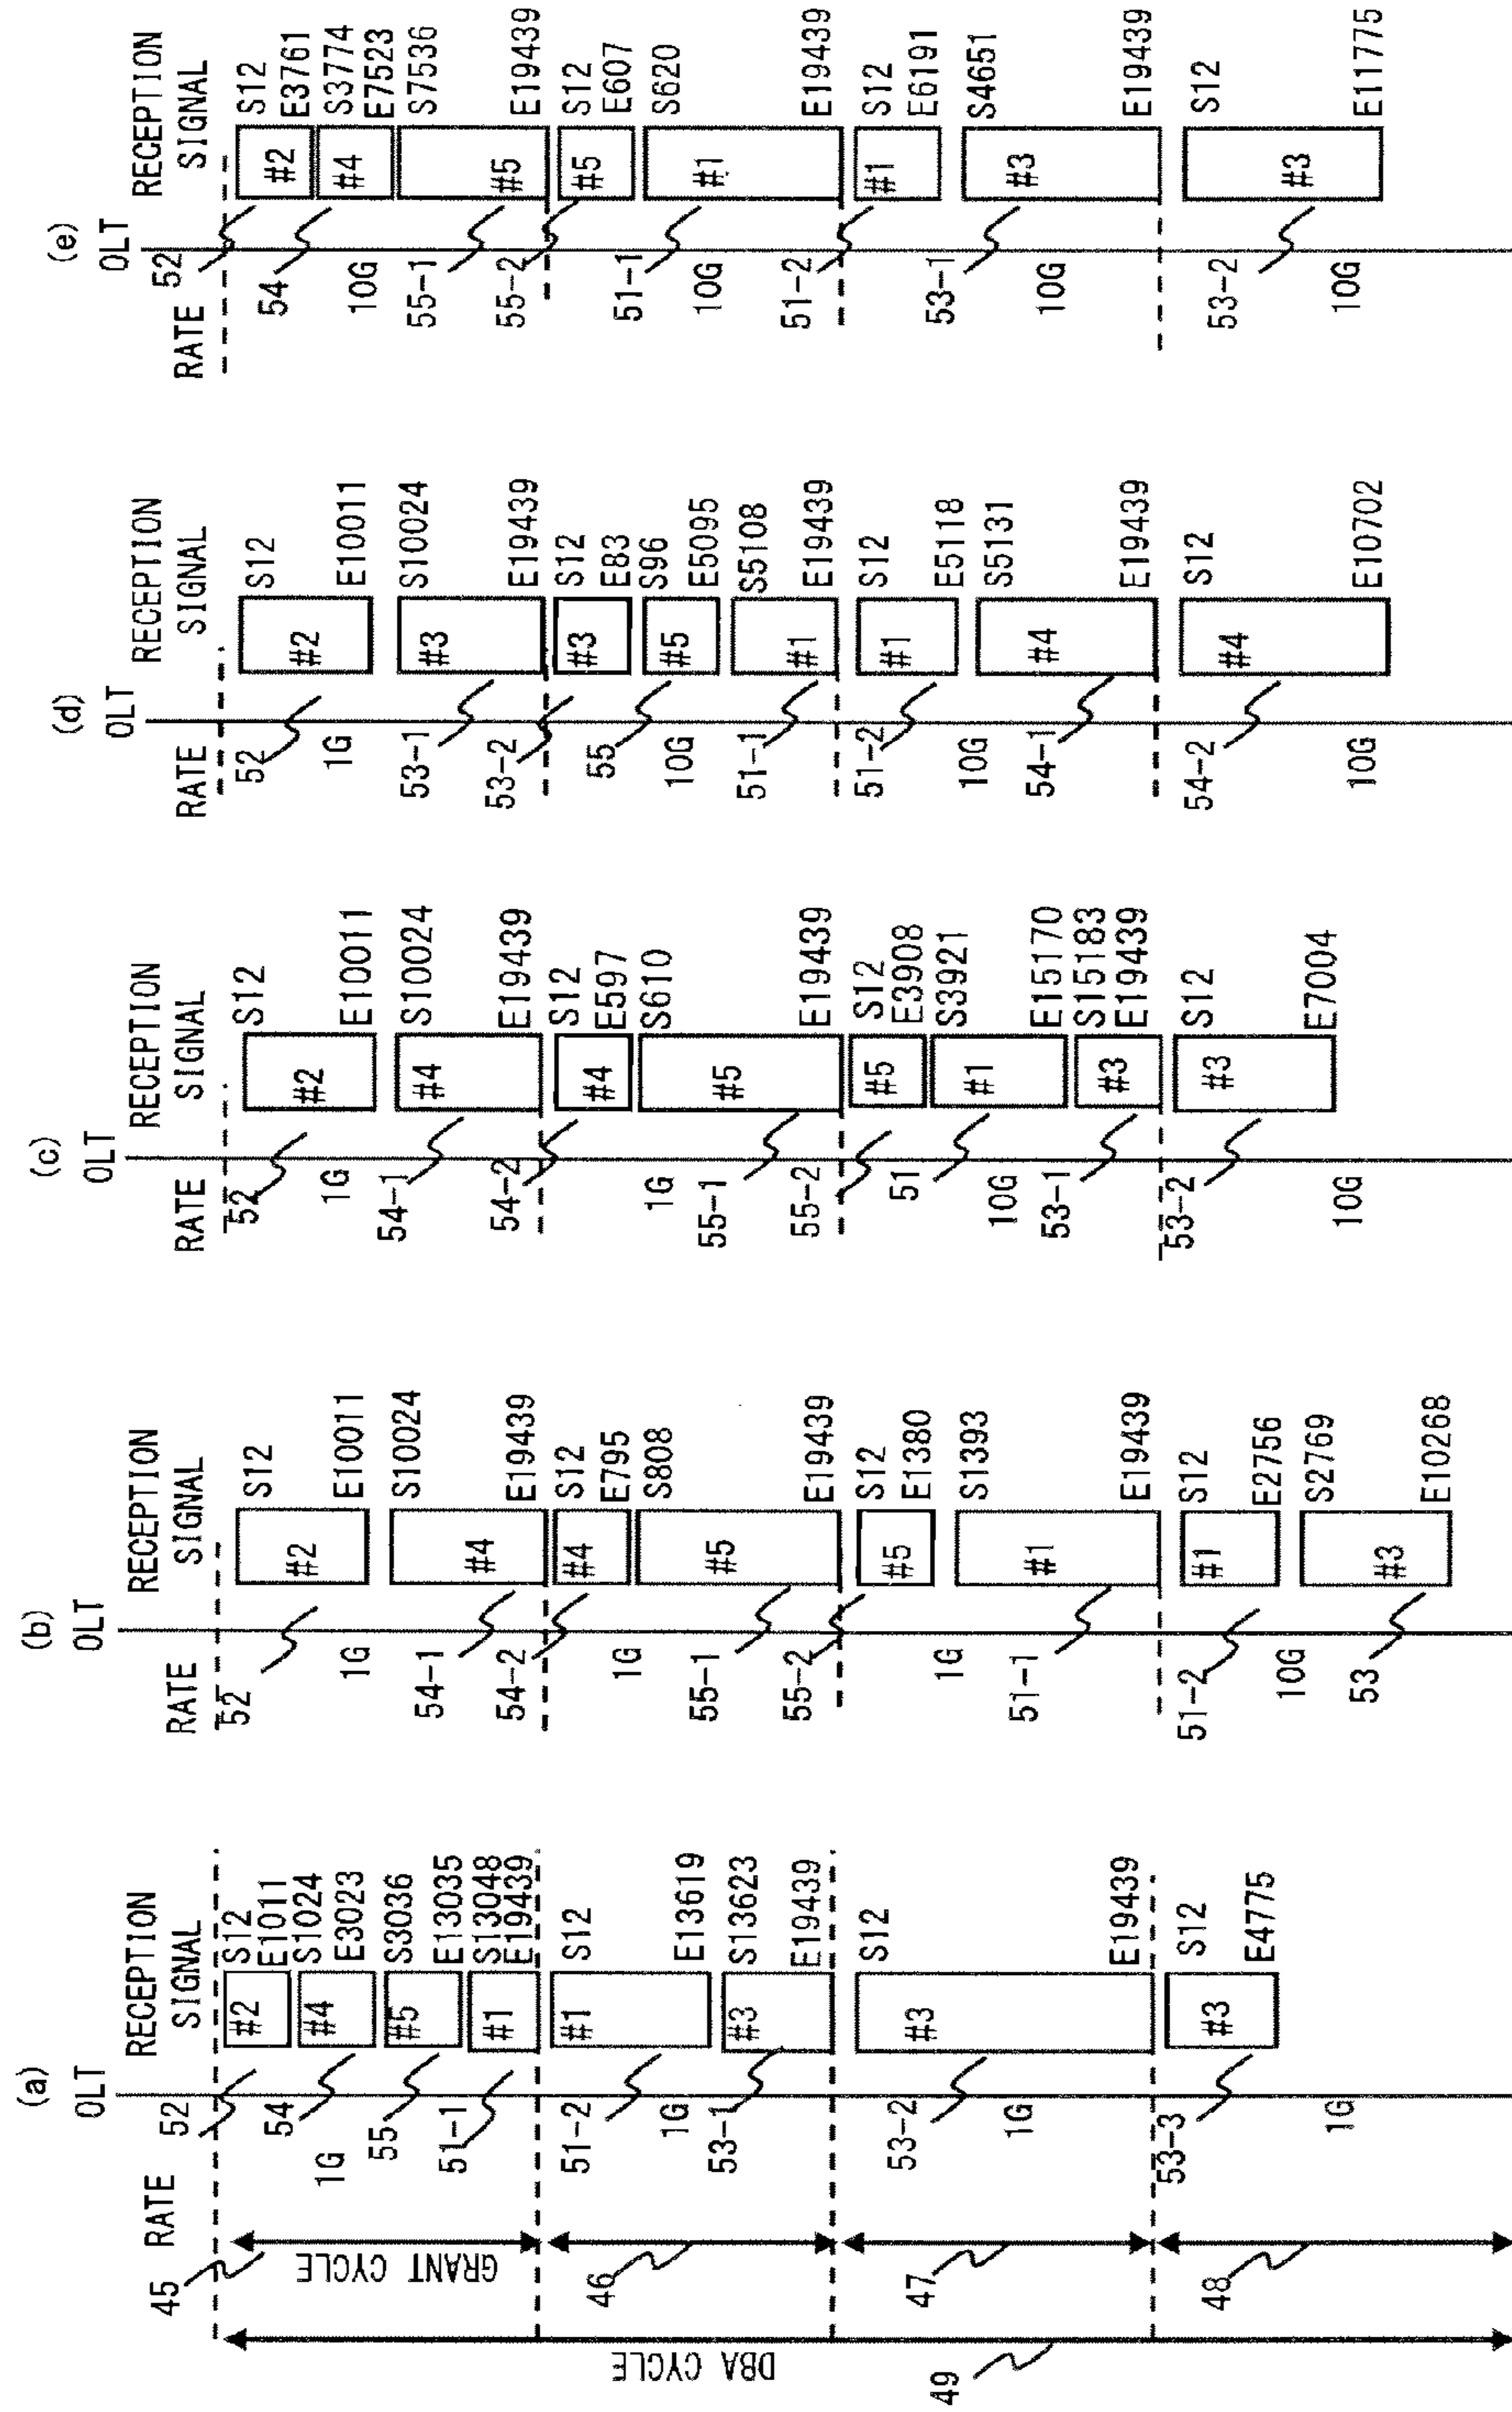 (a)
OLT
RATE
RECEPTION
SIGNAL
DBA CYCLE
49
GRANT CYCLE
45
46
47
48
52
#2
S12
E1011
54
#4
S1024
E3023
1G
55
#5
S3036
E13035
51-1
#1
S13048
E19439
51-2
#1
S12
E13619
1G
53-1
#3
S13623
E19439
53-2
#3
S12
E19439
1G
53-3
#3
S12
E4775
1G
(b)
OLT
RATE
RECEPTION
SIGNAL
52
#2
S12
E10011
1G
54-1
#4
S10024
E19439
54-2
#4
S12
E795
1G
55-1
#5
S808
E19439
55-2
#5
S12
E1380
1G
51-1
#1
S1393
E19439
51-2
#1
S12
E2756
10G
53
#3
S2769
E10268
(c)
OLT
RATE
RECEPTION
SIGNAL
52
#2
S12
E10011
1G
54-1
#4
S10024
E19439
54-2
#4
S12
E597
1G
55-1
#5
S610
E19439
55-2
#5
S12
E3908
51
#1
S3921
E15170
10G
53-1
#3
S15183
E19439
53-2
#3
S12
E7004
10G
(d)
OLT
RATE
RECEPTION
SIGNAL
52
#2
S12
E10011
1G
53-1
#3
S10024
E19439
53-2
#3
S12
E83
55
#5
S96
E5095
10G
51-1
#1
S5108
E19439
51-2
#1
S12
E5118
10G
54-1
#4
S5131
E19439
54-2
#4
S12
E10702
10G
(e)
OLT
RATE
RECEPTION
SIGNAL
52
#2
S12
E3761
54
#4
S3774
E7523
10G
55-1
#5
S7536
E19439
55-2
#5
S12
E607
51-1
#1
S620
E19439
10G
51-2
#1
S12
E6191
53-1
#3
S4651
E19439
10G
53-2
#3
S12
E11775
10G